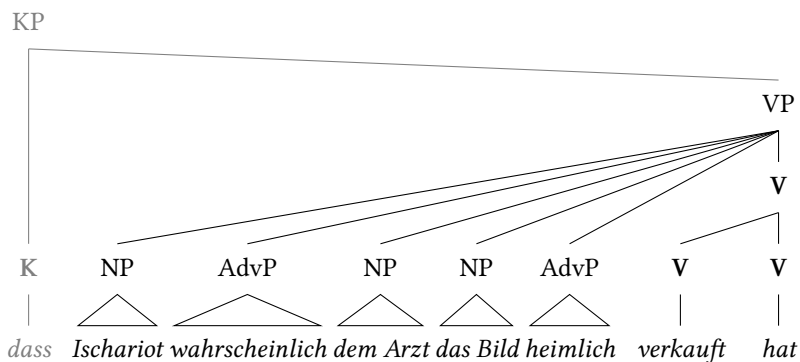 KP
VP
V
K NP AdvP NP NP AdvP V V
dass Ischariot wahrscheinlich dem Arzt das Bild heimlich verkauft hat